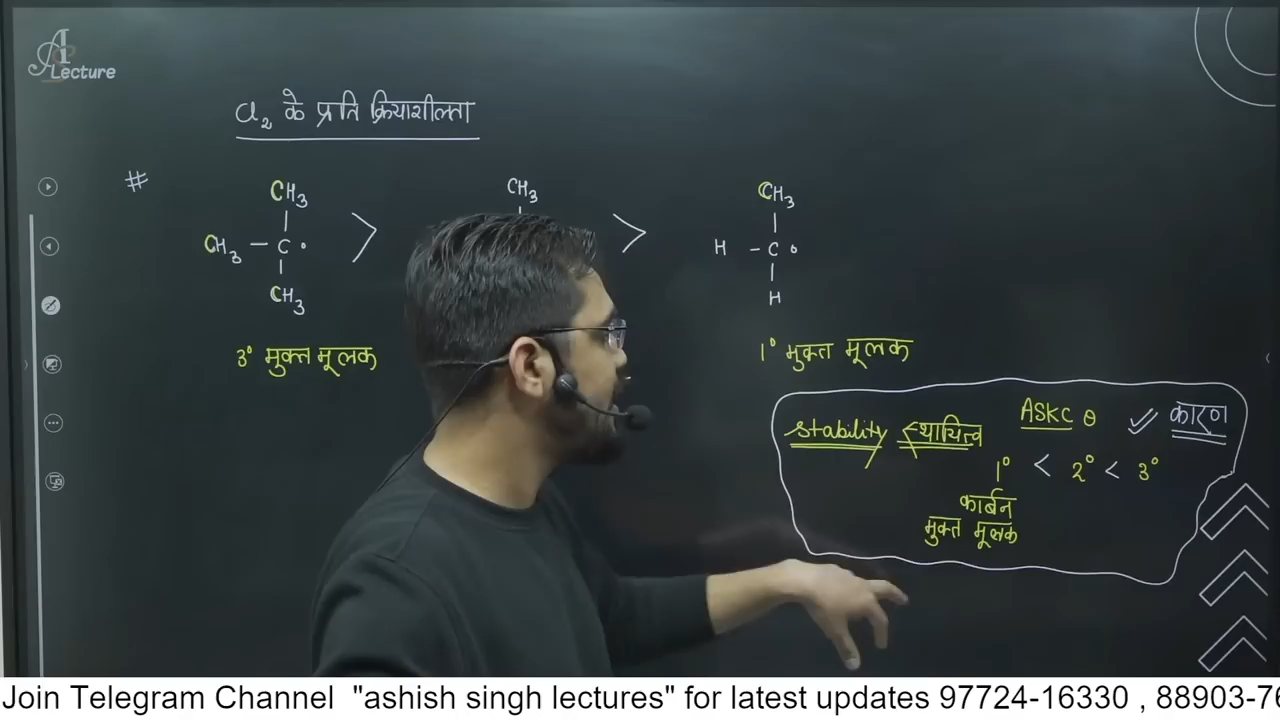 A
Lecture
Cl₂ के प्रति क्रियाशीलता
#
CH₃
CH₃ — C •
CH₃
>
CH₃
>
CH₃
H — C •
H
3° मुक्त मूलक
1° मुक्त मूलक
Stability स्थायित्व ASKC θ ✓ कारण
1° < 2° < 3°
कार्बन
मुक्त मूलक
Join Telegram Channel "ashish singh lectures" for latest updates 97724-16330 , 88903-7